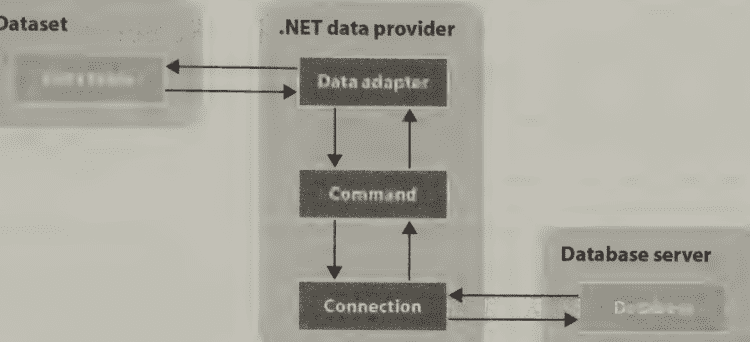 Dataset
.NET data provider
Data adapter
Command
Database server
Connection